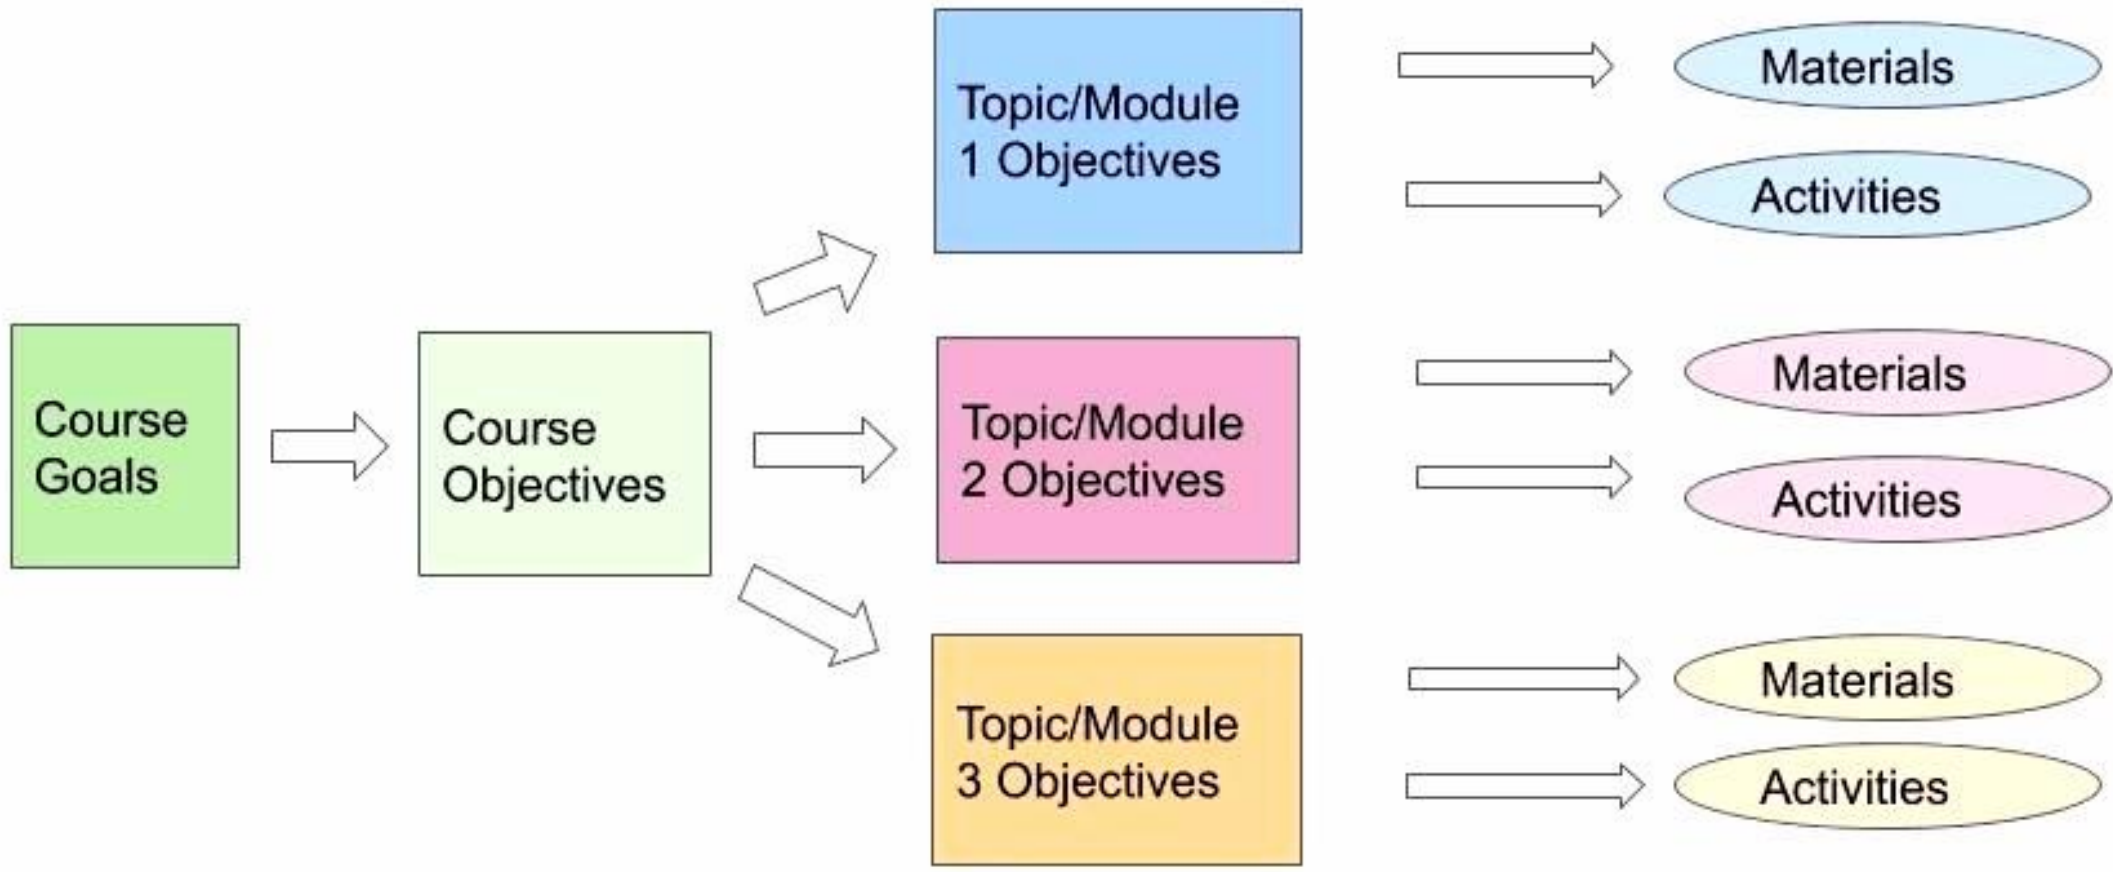 Course
Goals
Course
Objectives
Topic/Module
1 Objectives
Materials
Activities
Topic/Module
2 Objectives
Materials
Activities
Topic/Module
3 Objectives
Materials
Activities